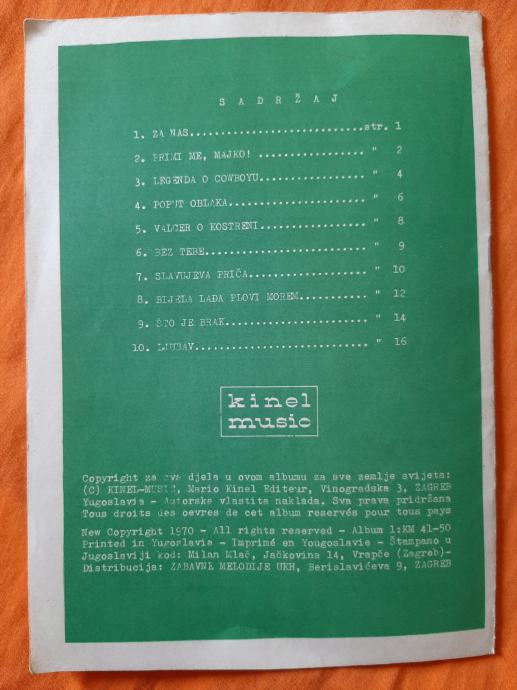 S A D R Ž A J
1. ZA NAS...........................str. 1
2. PRIMI ME, MAJKO! ................. " 2
3. LEGENDA O COWBOYU................. " 4
4. POPUT OBLAKA...................... " 6
5. VALCER O KOSTRENI................. " 8
6. BEZ TEBE.......................... " 9
7. SLAVUJEVA PRIČA................... " 10
8. BIJELA LAĐA PLOVI MOREM........... " 12
9. ŠTO JE BRAK....................... " 14
10. LJUBAV........................... " 16
kinel
music
Copyright za sva djela u ovom albumu za sve zemlje svijeta:
(C) KINEL-MUSIC, Mario Kinel Editeur, Vinogradska 3, ZAGREB
Yugoslavia - Autorska vlastita naklada. Sva prava pridržana
Tous droits des oevres de cet album reservés pour tous pays
New Copyright 1970 - All rights reserved - Album 1:KM 41-50
Printed in Yugoslavia - Imprimé en Yougoslavie - Štampano u
Jugoslaviji kod: Milan Mlač, Jačkovina 14, Vrapče (Zagreb)-
Distribucija: ZABAVNE MELODIJE UKH, Berislavićeva 9, ZAGREB